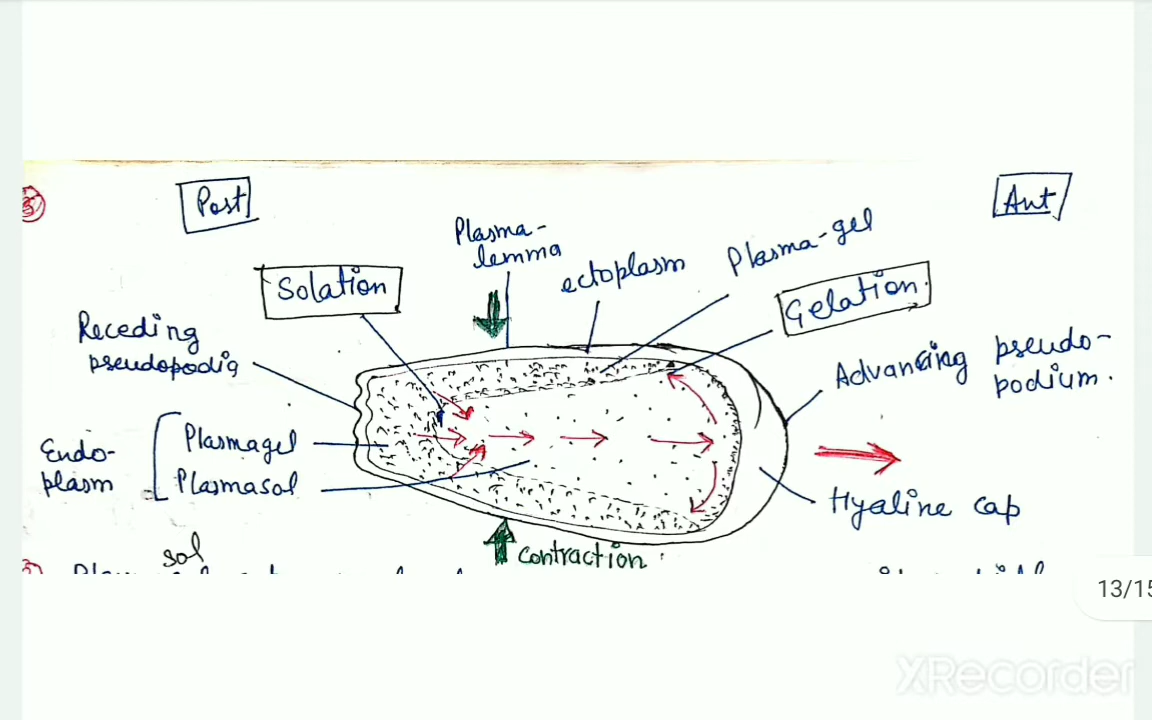 5
Post
Ant
Plasma-
lemma
ectoplasm
Plasma-gel
Solation
Gelation.
Receding
pseudopodia
Advancing pseudo-
podium.
Endo-
plasm
Plasmagel
Plasmasol
Hyaline cap
contraction
sol
13/15
XRecorder